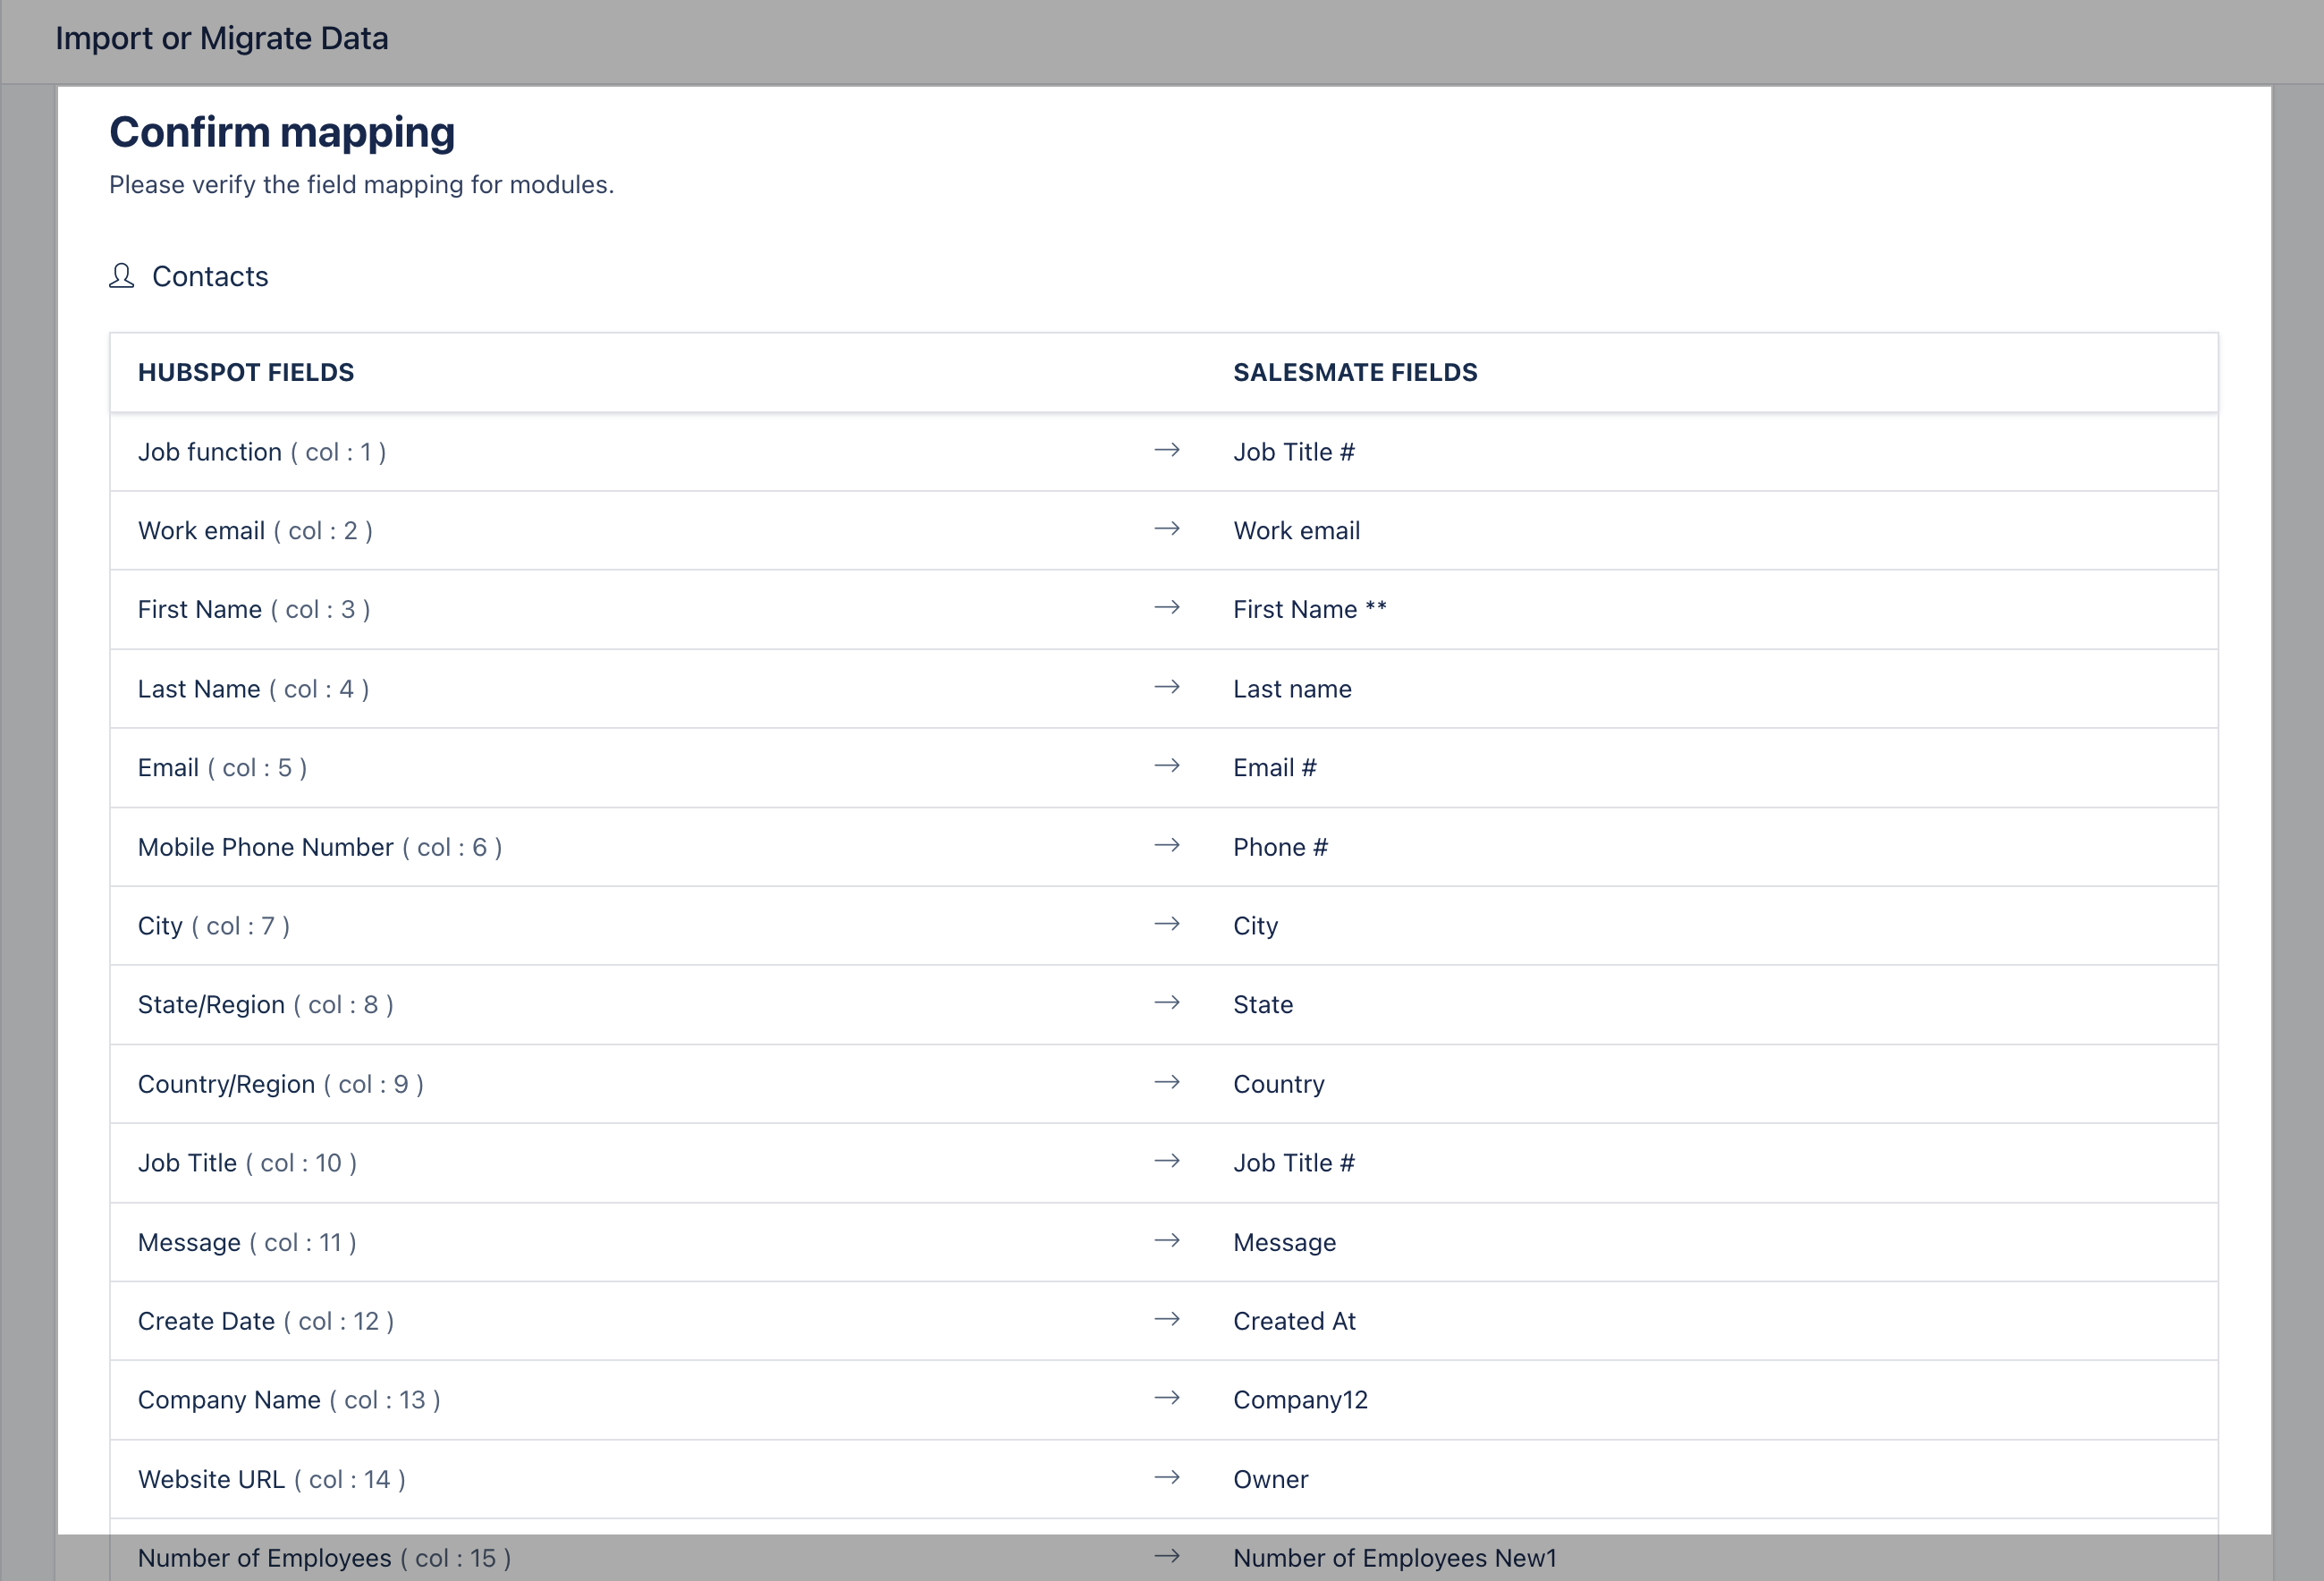 Import or Migrate Data
Confirm mapping
Please verify the field mapping for modules.
Contacts
HUBSPOT FIELDS SALESMATE FIELDS
Job function ( col : 1 ) → Job Title #
Work email ( col : 2 ) → Work email
First Name ( col : 3 ) → First Name **
Last Name ( col : 4 ) → Last name
Email ( col : 5 ) → Email #
Mobile Phone Number ( col : 6 ) → Phone #
City ( col : 7 ) → City
State/Region ( col : 8 ) → State
Country/Region ( col : 9 ) → Country
Job Title ( col : 10 ) → Job Title #
Message ( col : 11 ) → Message
Create Date ( col : 12 ) → Created At
Company Name ( col : 13 ) → Company12
Website URL ( col : 14 ) → Owner
Number of Employees ( col : 15 ) → Number of Employees New1